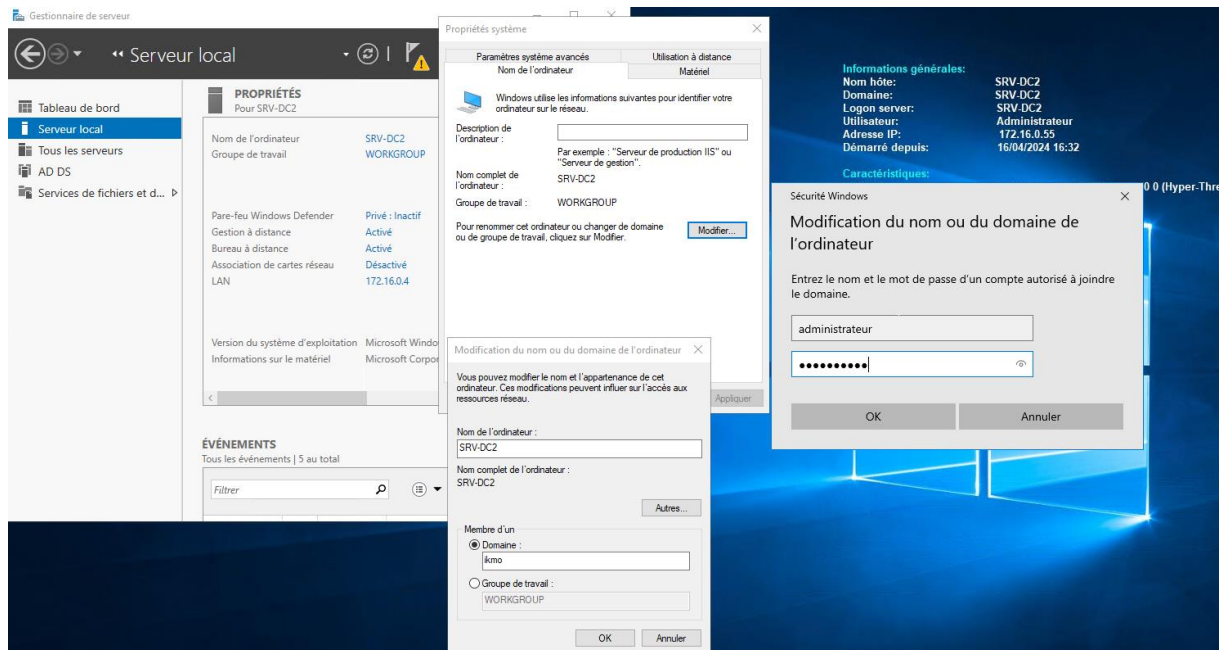 Gestionnaire de serveur
Serveur local
Tableau de bord
Serveur local
Tous les serveurs
AD DS
Services de fichiers et d...
PROPRIÉTÉS
Pour SRV-DC2
Nom de l'ordinateur SRV-DC2
Groupe de travail WORKGROUP
Pare-feu Windows Defender Privé : Inactif
Gestion à distance Activé
Bureau à distance Activé
Association de cartes réseau Désactivé
LAN 172.16.0.4
Version du système d'exploitation Microsoft Windo
Informations sur le matériel Microsoft Corpor
ÉVÉNEMENTS
Tous les événements | 5 au total
Filtrer
Propriétés système
Paramètres système avancés Utilisation à distance
Nom de l'ordinateur Matériel
Windows utilise les informations suivantes pour identifier votre
ordinateur sur le réseau.
Description de
l'ordinateur :
Par exemple : "Serveur de production IIS" ou
"Serveur de gestion".
Nom complet de
l'ordinateur :
SRV-DC2
Groupe de travail : WORKGROUP
Pour renommer cet ordinateur ou changer de domaine
ou de groupe de travail, cliquez sur Modifier.
Modifier...
Appliquer
Modification du nom ou du domaine de l'ordinateur
Vous pouvez modifier le nom et l'appartenance de cet
ordinateur. Ces modifications peuvent influer sur l'accès aux
ressources réseau.
Nom de l'ordinateur :
SRV-DC2
Nom complet de l'ordinateur :
SRV-DC2
Autres...
Membre d'un
Domaine :
ikmo
Groupe de travail :
WORKGROUP
OK Annuler
Informations générales:
Nom hôte: SRV-DC2
Domaine: SRV-DC2
Logon server: SRV-DC2
Utilisateur: Administrateur
Adresse IP: 172.16.0.55
Démarré depuis: 16/04/2024 16:32
Caractéristiques:
0 0 (Hyper-Thre
Sécurité Windows
Modification du nom ou du domaine de
l'ordinateur
Entrez le nom et le mot de passe d'un compte autorisé à joindre
le domaine.
administrateur
●●●●●●●●●●
OK Annuler